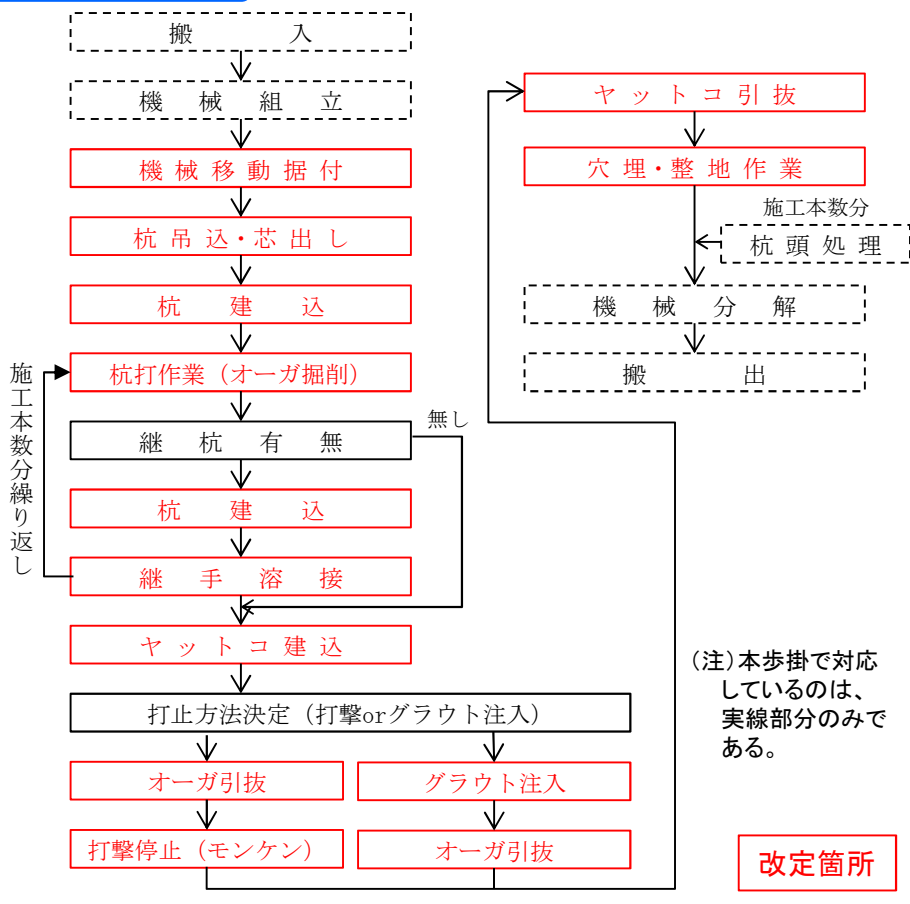 搬入
機械組立
機械移動据付
杭吊込・芯出し
杭建込
杭打作業（オーガ掘削）
継杭有無
無し
杭建込
継手溶接
施工本数分繰り返し
ヤットコ建込
打止方法決定（打撃orグラウト注入）
オーガ引抜
グラウト注入
打撃停止（モンケン）
オーガ引抜
ヤットコ引抜
穴埋・整地作業
施工本数分
杭頭処理
機械分解
搬出
（注）本歩掛で対応
しているのは、
実線部分のみで
ある。
改定箇所